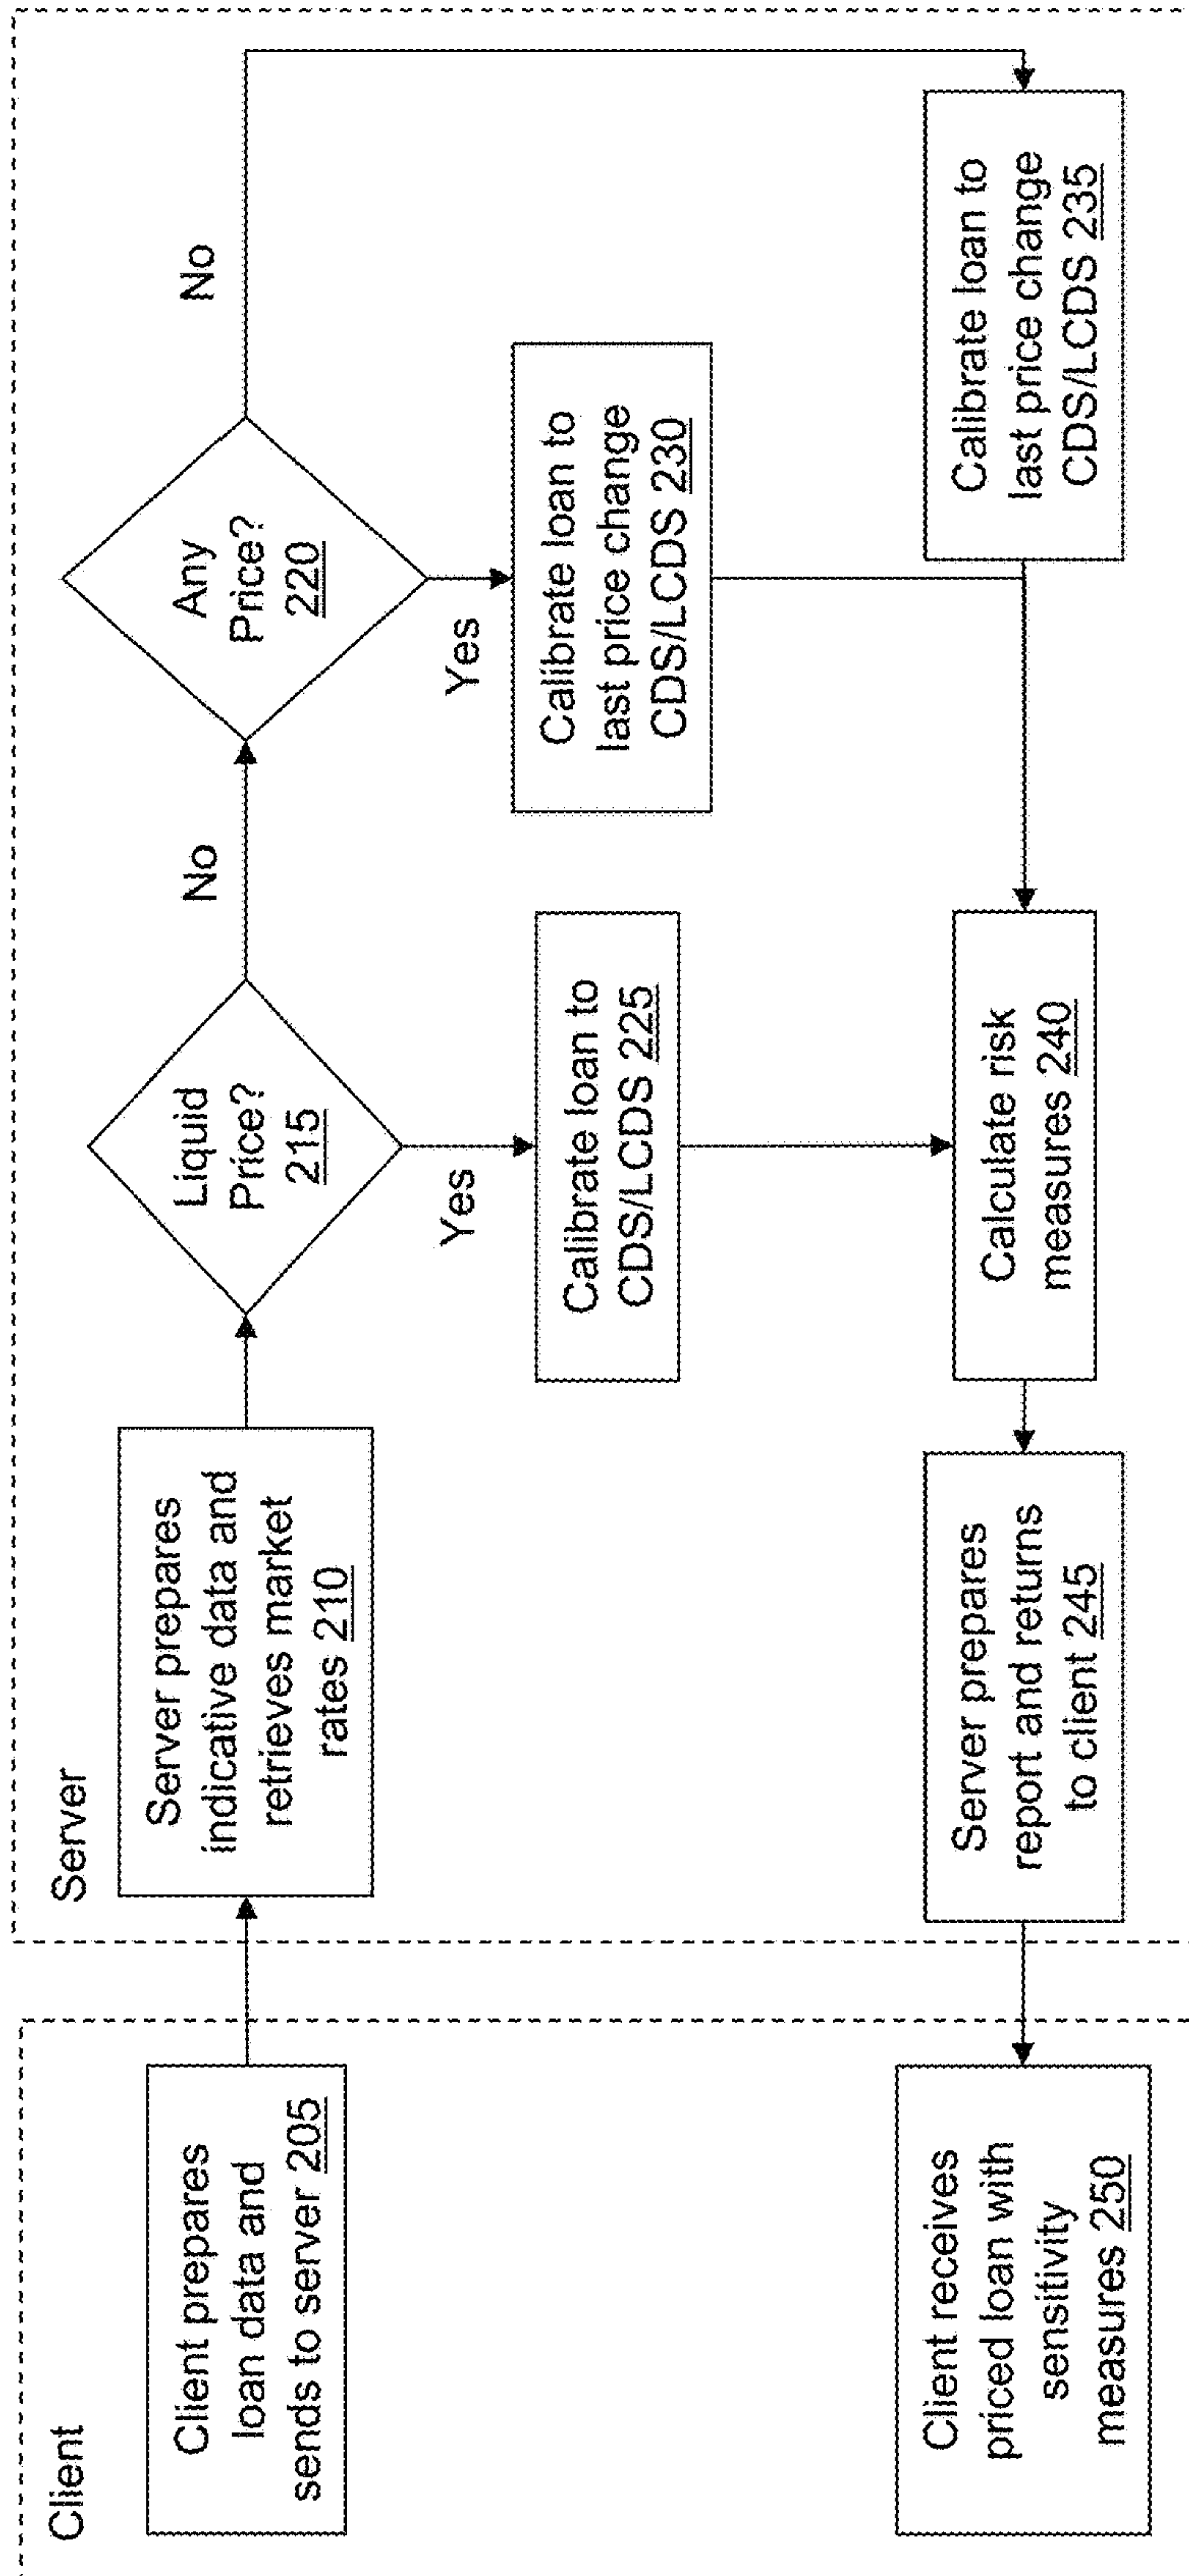 Client
Client prepares
loan data and
sends to server 205
Server
Server prepares
indicative data and
retrieves market
rates 210
Liquid
Price?
215
No
Any
Price?
220
No
Yes
Calibrate loan to
CDS/LCDS 225
Yes
Calibrate loan to
last price change
CDS/LCDS 230
Calibrate loan to
last price change
CDS/LCDS 235
Calculate risk
measures 240
Server prepares
report and returns
to client 245
Client receives
priced loan with
sensitivity
measures 250